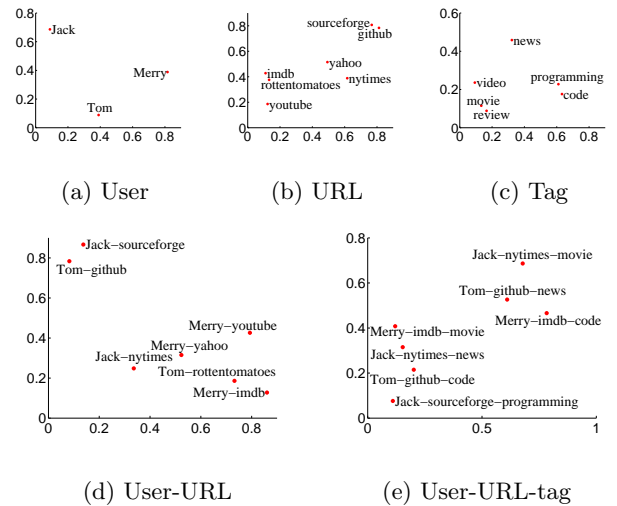 0.8
Jack
0.6
0.4
Merry
0.2
Tom
0
0 0.2 0.4 0.6 0.8
(a) User
sourceforge
0.8
github
0.6
yahoo
imdb
0.4
rottentomatoes nytimes
0.2
youtube
0
0 0.2 0.4 0.6 0.8
(b) URL
0.6
news
0.4
video programming
0.2
code
movie
review
0
0 0.2 0.4 0.6 0.8
(c) Tag
Jack−sourceforge
0.8
Tom−github
0.6
Merry−youtube
0.4
Merry−yahoo
Jack−nytimes
Tom−rottentomatoes
0.2
Merry−imdb
0
0 0.2 0.4 0.6 0.8
(d) User-URL
0.8
Jack−nytimes−movie
0.6
Tom−github−news
Merry−imdb−code
0.4
Merry−imdb−movie
Jack−nytimes−news
0.2
Tom−github−code
Jack−sourceforge−programming
0
0 0.5 1
(e) User-URL-tag